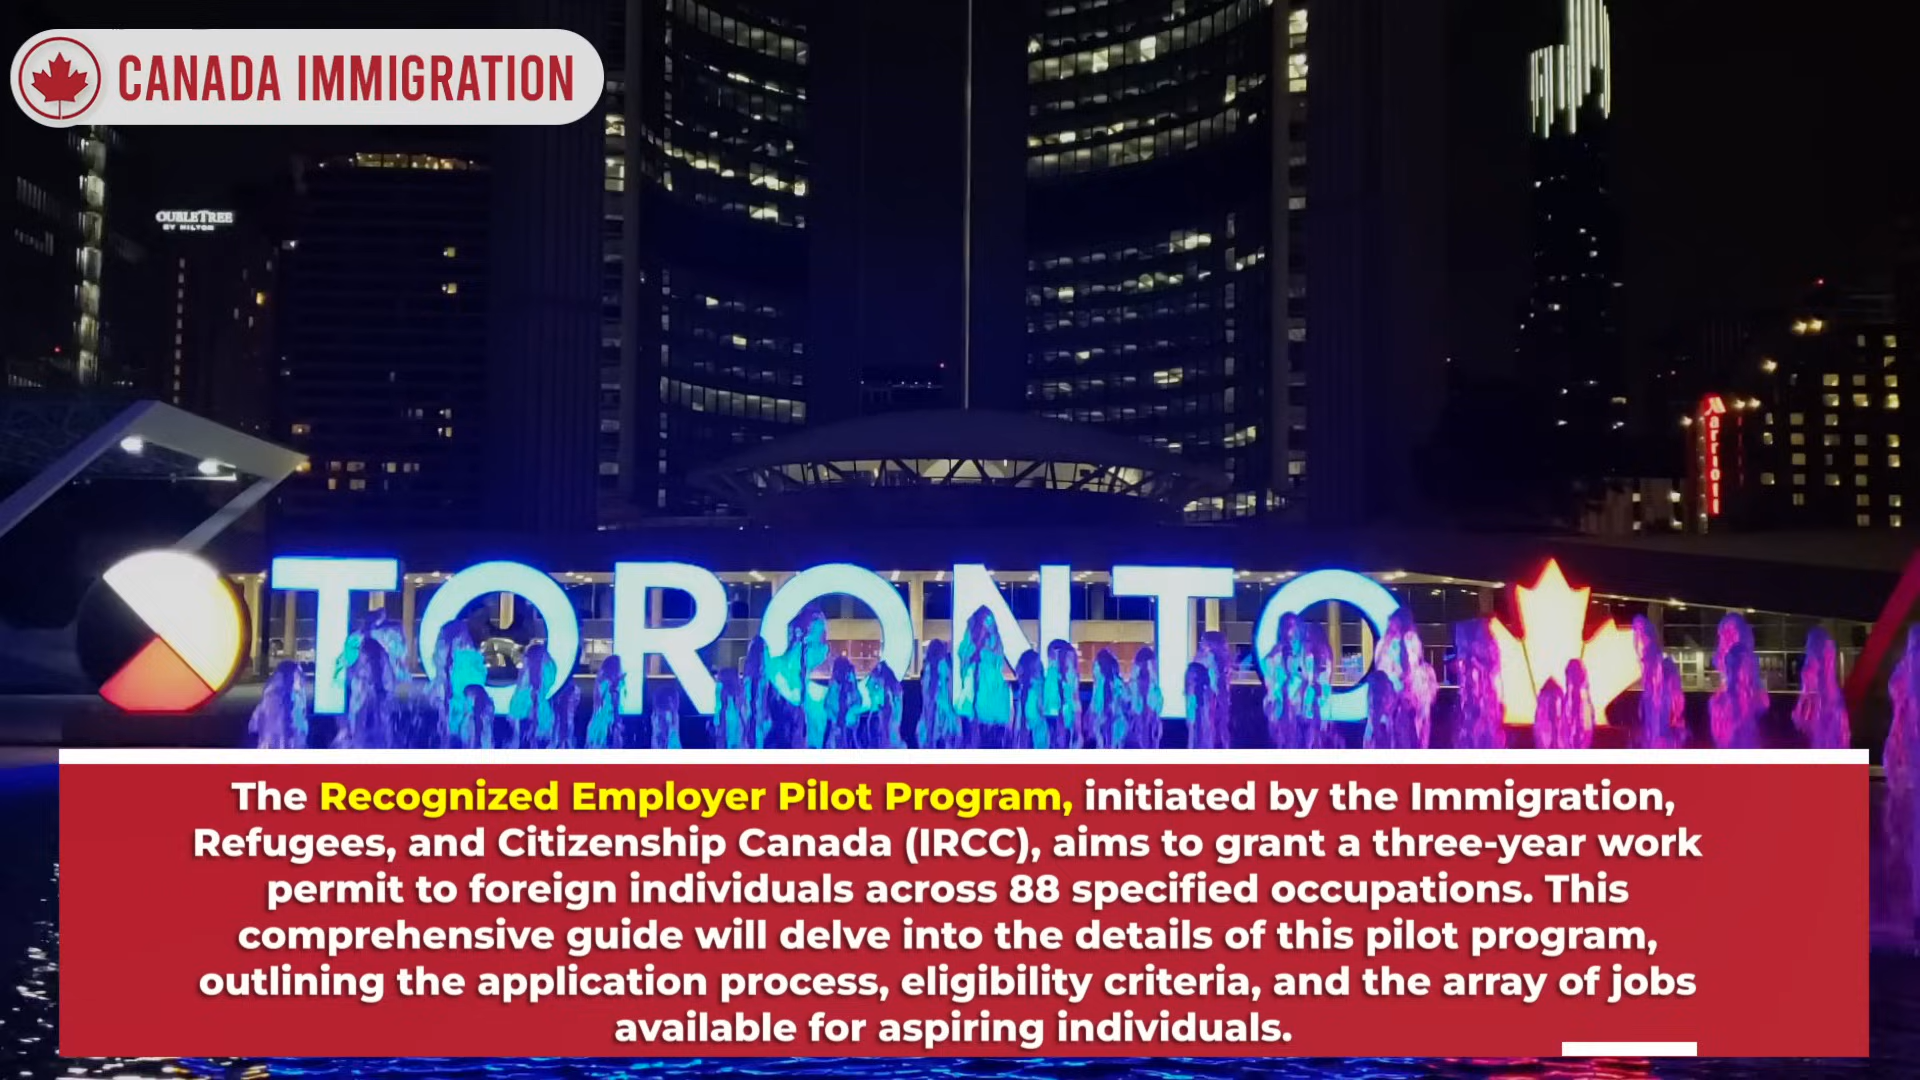 CANADA IMMIGRATION
OUBLETREE
BY HILTON
Marriott
TORONTO
The Recognized Employer Pilot Program, initiated by the Immigration,
Refugees, and Citizenship Canada (IRCC), aims to grant a three-year work
permit to foreign individuals across 88 specified occupations. This
comprehensive guide will delve into the details of this pilot program,
outlining the application process, eligibility criteria, and the array of jobs
available for aspiring individuals.